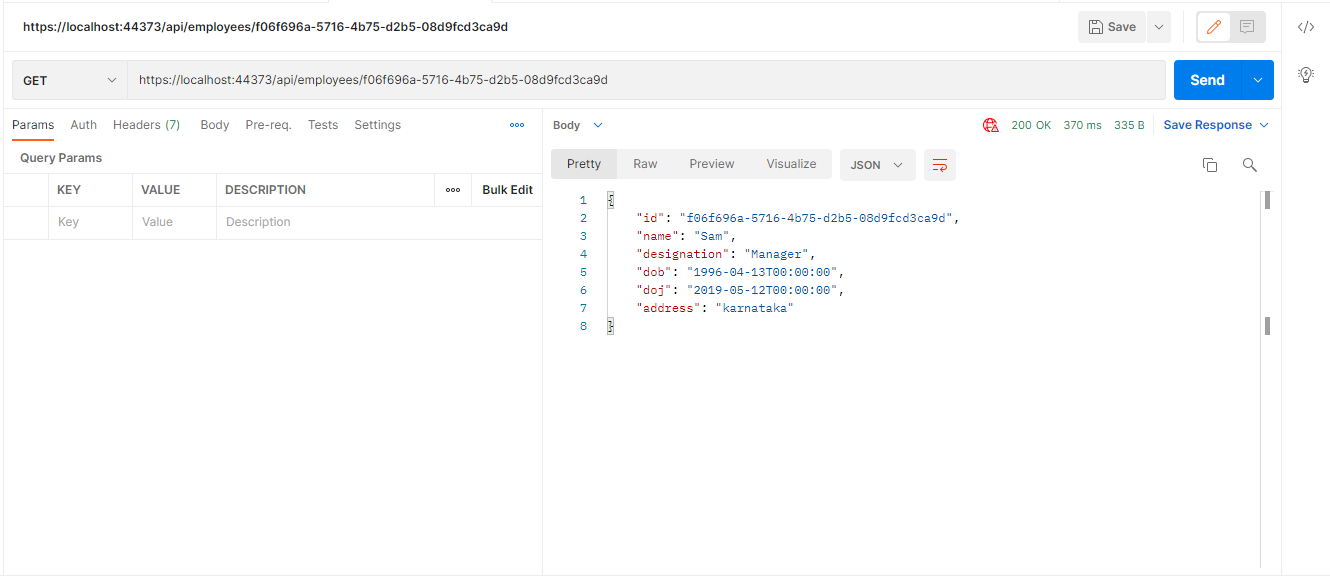 https://localhost:44373/api/employees/f06f696a-5716-4b75-d2b5-08d9fcd3ca9d
Save
GET
https://localhost:44373/api/employees/f06f696a-5716-4b75-d2b5-08d9fcd3ca9d
Send
Params Auth Headers (7) Body Pre-req. Tests Settings
Query Params
KEY VALUE DESCRIPTION Bulk Edit
Key Value Description
Body 200 OK 370 ms 335 B Save Response
Pretty Raw Preview Visualize JSON
1 {
2 "id": "f06f696a-5716-4b75-d2b5-08d9fcd3ca9d",
3 "name": "Sam",
4 "designation": "Manager",
5 "dob": "1996-04-13T00:00:00",
6 "doj": "2019-05-12T00:00:00",
7 "address": "karnataka"
8 }